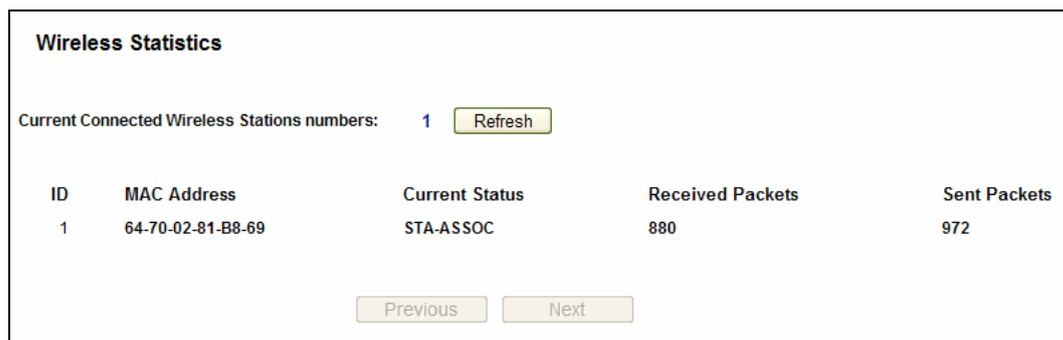 Wireless Statistics
Current Connected Wireless Stations numbers: 1 Refresh
ID MAC Address Current Status Received Packets Sent Packets
1 64-70-02-81-B8-69 STA-ASSOC 880 972
Previous Next